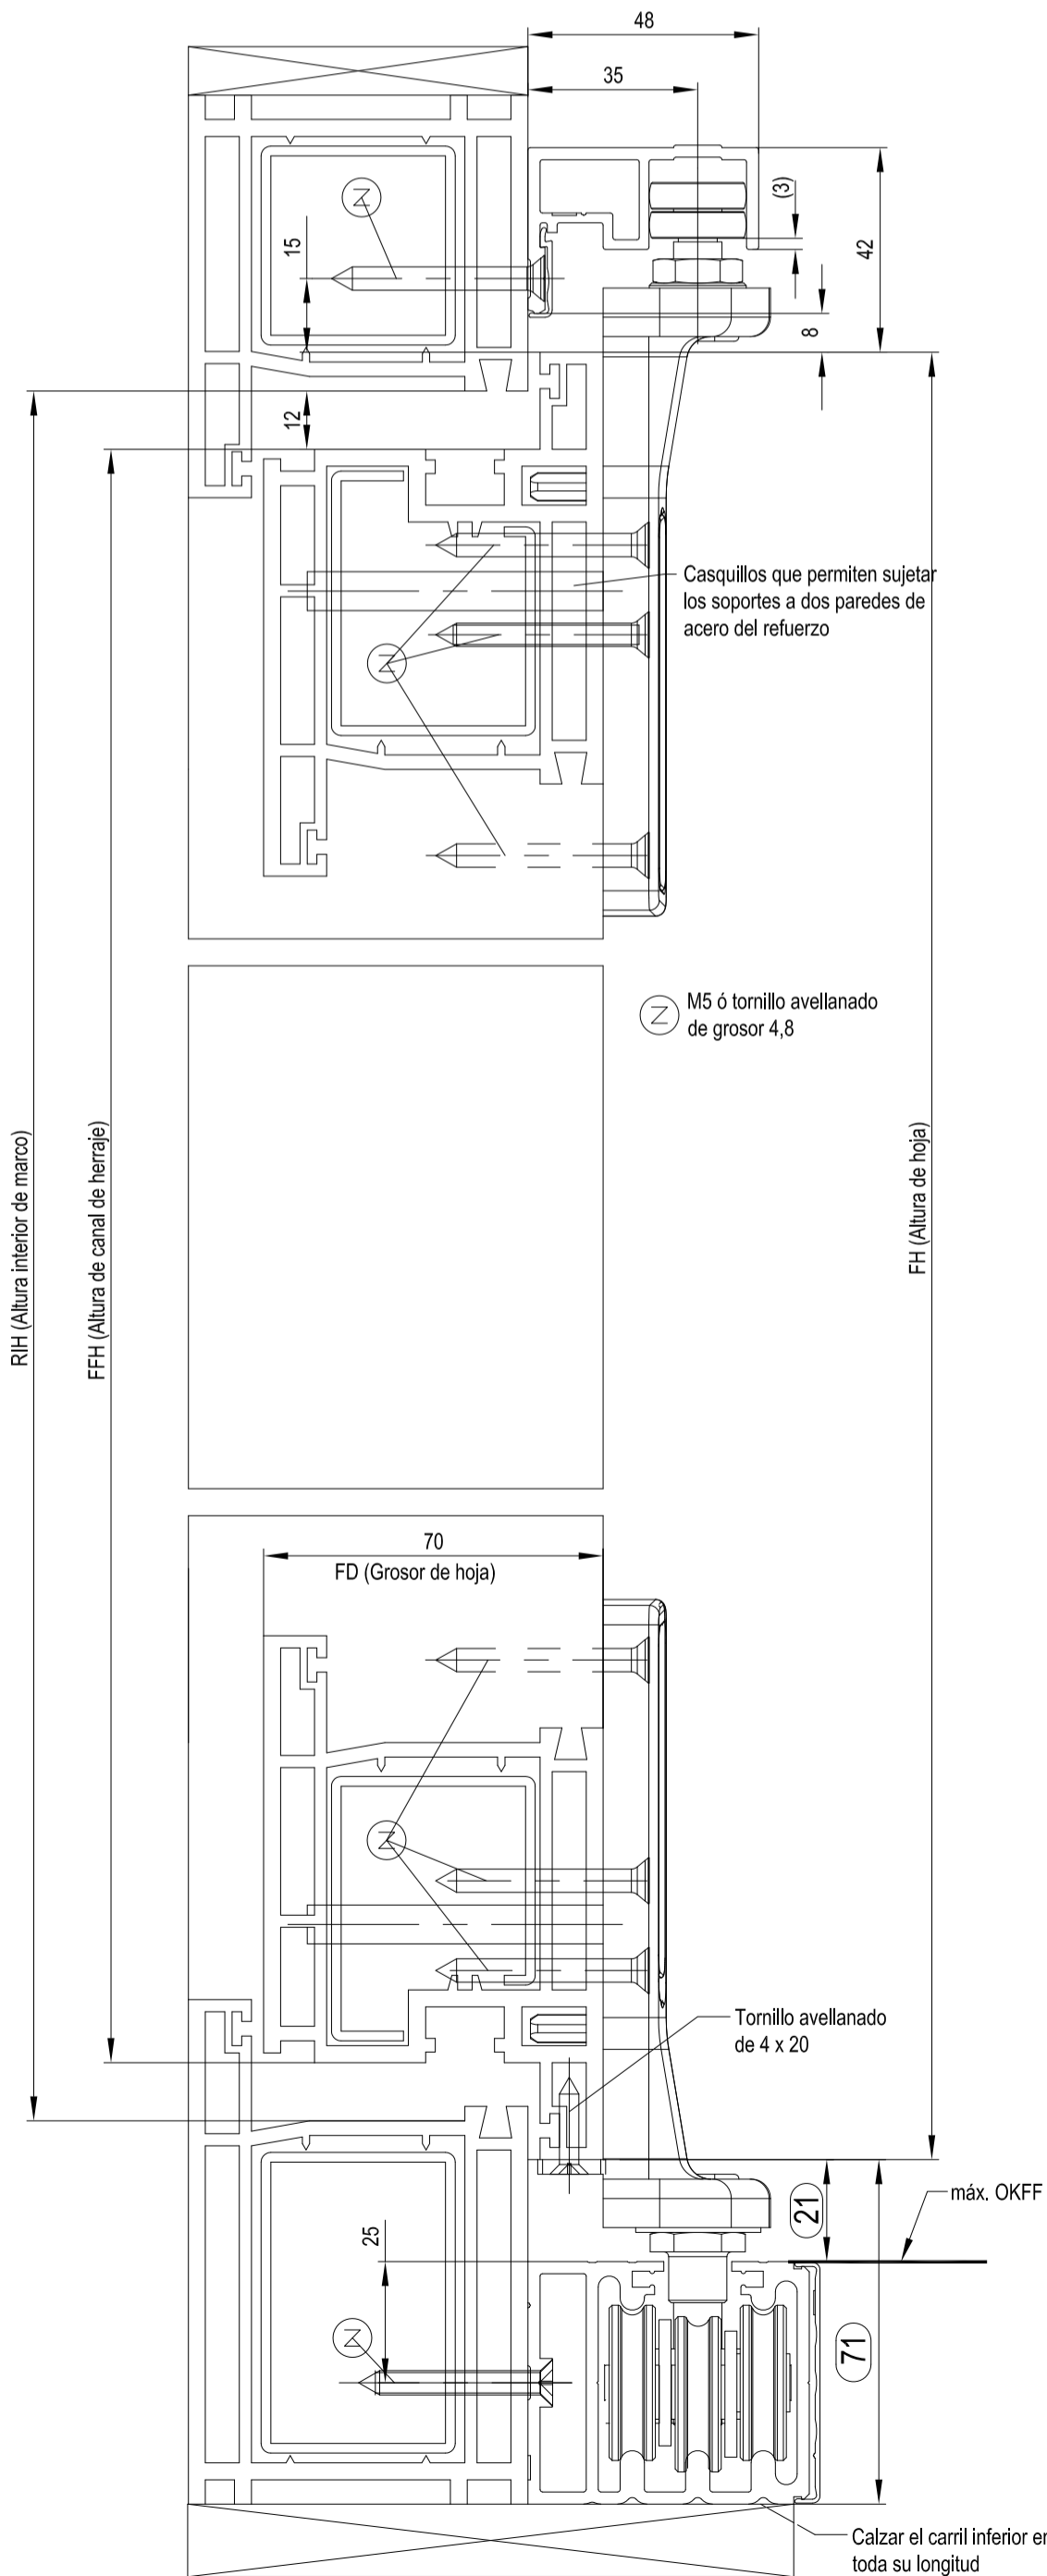 48
35
(3)
15
42
8
12
Casquillos que permiten sujetar
los soportes a dos paredes de
acero del refuerzo
Z
Z
Z
M5 ó tornillo avellanado
de grosor 4,8
RIH (Altura interior de marco)
FFH (Altura de canal de herraje)
FH (Altura de hoja)
70
FD (Grosor de hoja)
Z
Tornillo avellanado
de 4 x 20
21
máx. OKFF
25
Z
71
Calzar el carril inferior en
toda su longitud